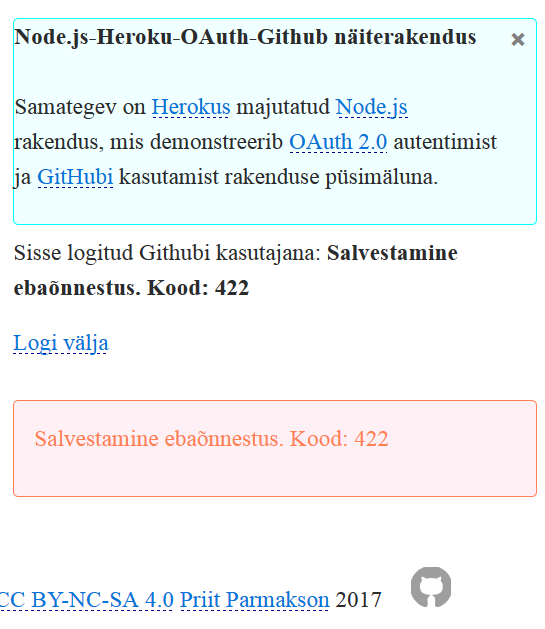 Node.js-Heroku-OAuth-Github näiterakendus ×
Samategev on Herokus majutatud Node.js
rakendus, mis demonstreerib OAuth 2.0 autentimist
ja GitHubi kasutamist rakenduse püsimäluna.
Sisse logitud Githubi kasutajana: Salvestamine
ebaõnnestus. Kood: 422
Logi välja
Salvestamine ebaõnnestus. Kood: 422
CC BY-NC-SA 4.0 Priit Parmakson 2017